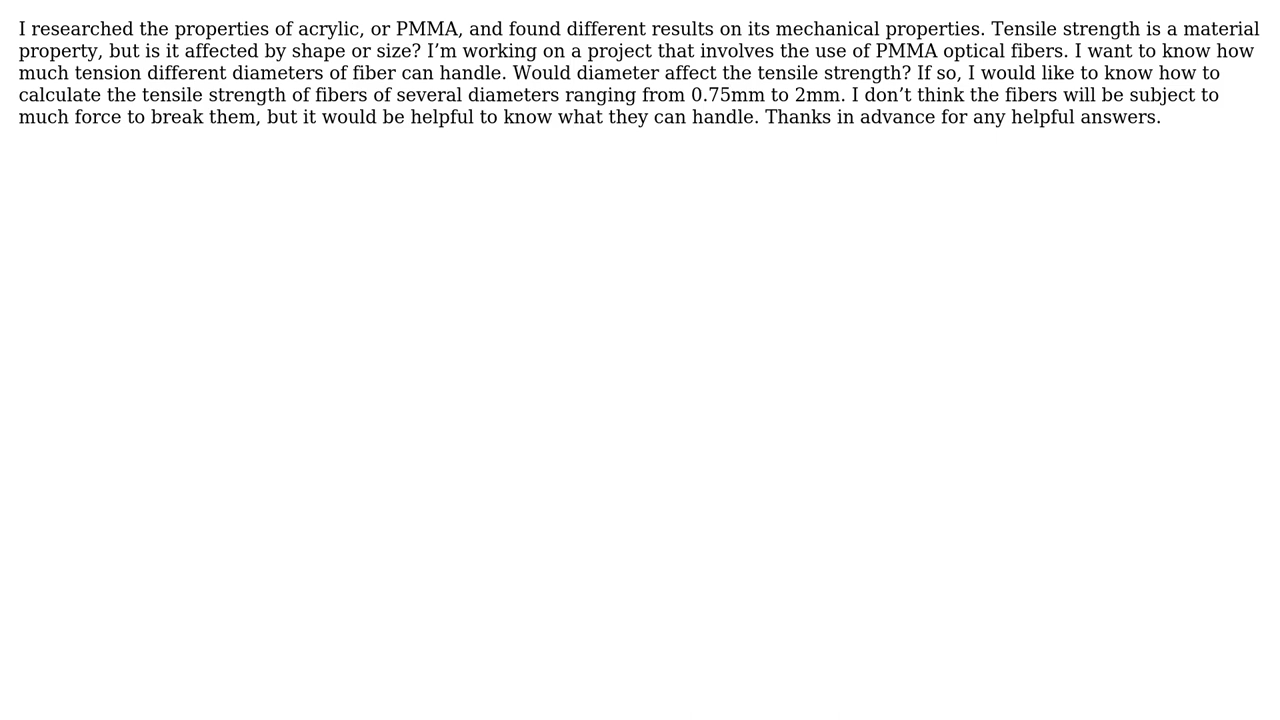 I researched the properties of acrylic, or PMMA, and found different results on its mechanical properties. Tensile strength is a material
property, but is it affected by shape or size? I’m working on a project that involves the use of PMMA optical fibers. I want to know how
much tension different diameters of fiber can handle. Would diameter affect the tensile strength? If so, I would like to know how to
calculate the tensile strength of fibers of several diameters ranging from 0.75mm to 2mm. I don’t think the fibers will be subject to
much force to break them, but it would be helpful to know what they can handle. Thanks in advance for any helpful answers.